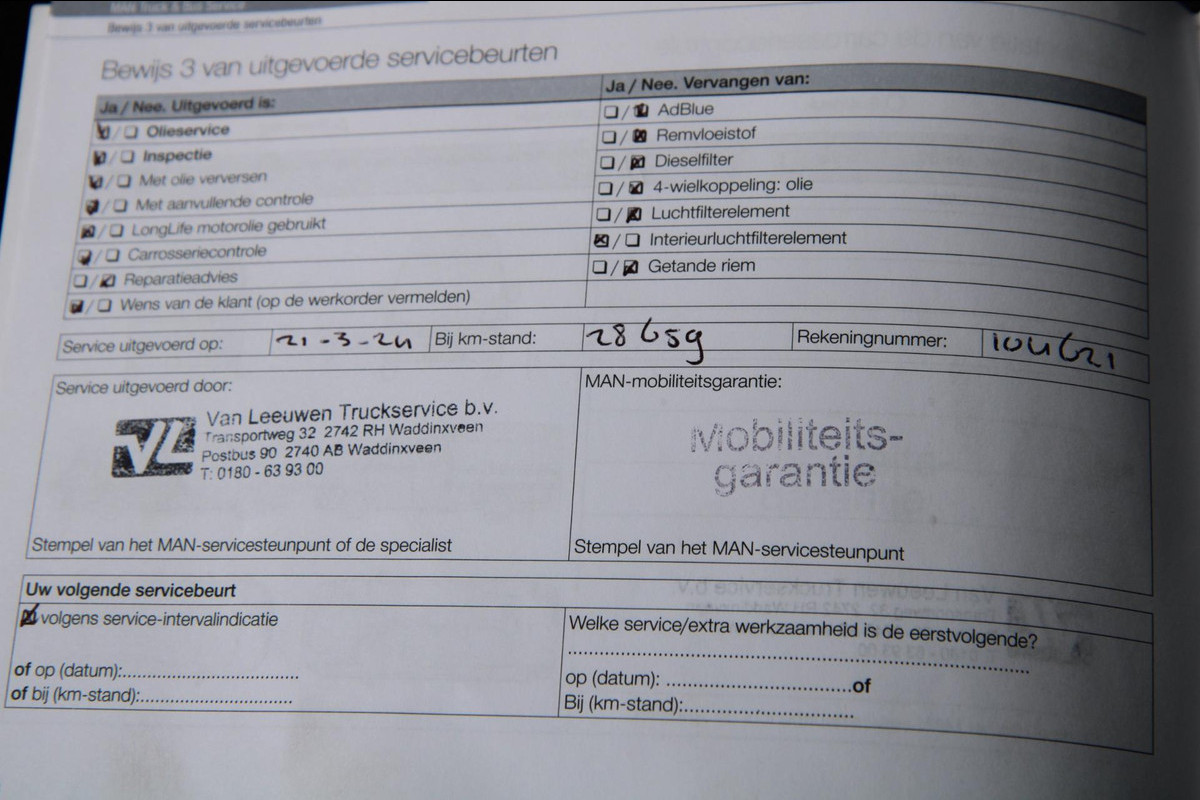 MAN Truck & Bus Service
Bewijs 3 van uitgevoerde servicebeurten
Bewijs 3 van uitgevoerde servicebeurten
Ja / Nee. Uitgevoerd is:
/ Olieservice
/ Inspectie
/ Met olie verversen
/ Met aanvullende controle
/ LongLife motorolie gebruikt
/ Carrosseriecontrole
/ Reparatieadvies
/ Wens van de klant (op de werkorder vermelden)
Ja / Nee. Vervangen van:
/ AdBlue
/ Remvloeistof
/ Dieselfilter
/ 4-wielkoppeling: olie
/ Luchtfilterelement
/ Interieurluchtfilterelement
/ Getande riem
Service uitgevoerd op: 21-3-24 Bij km-stand: 28659 Rekeningnummer: 104621
Service uitgevoerd door:
VL
Van Leeuwen Truckservice b.v.
Transportweg 32 2742 RH Waddinxveen
Postbus 90 2740 AB Waddinxveen
T: 0180 - 63 93 00
Stempel van het MAN-servicesteunpunt of de specialist
MAN-mobiliteitsgarantie:
Mobiliteits-
garantie
Stempel van het MAN-servicesteunpunt
Uw volgende servicebeurt
volgens service-intervalindicatie
of op (datum):
of bij (km-stand):
Welke service/extra werkzaamheid is de eerstvolgende?
op (datum): of
Bij (km-stand):